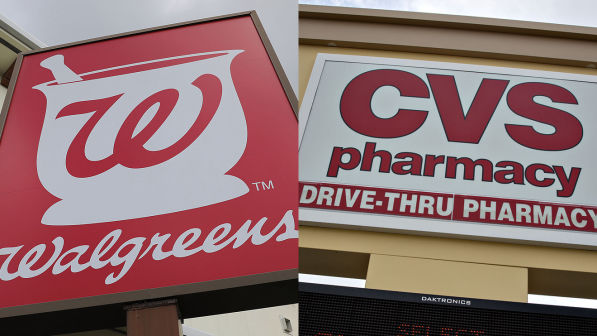 W
TM
Walgreens
CVS
pharmacy
DRIVE-THRU PHARMACY
DAKTRONICS